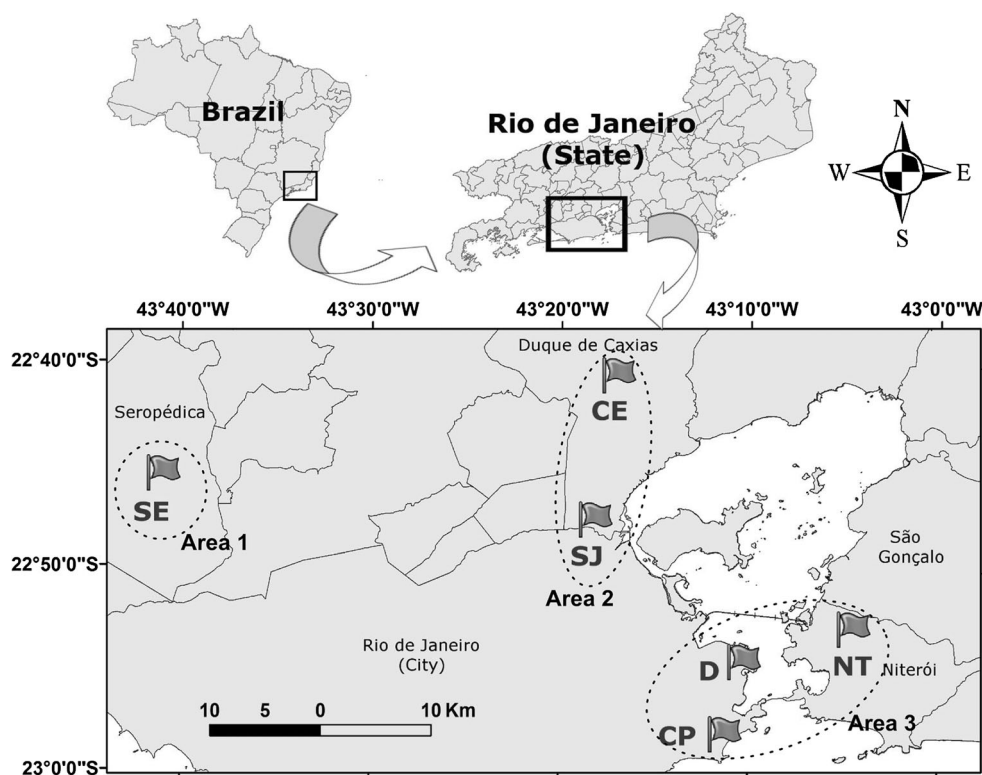 Brazil
Rio de Janeiro
(State)
N
W
E
S
43°40'0"W
43°30'0"W
43°20'0"W
43°10'0"W
43°0'0"W
22°40'0"S
22°50'0"S
23°0'0"S
Duque de Caxias
CE
Seropédica
SE
Area 1
SJ
Area 2
São
Gonçalo
Rio de Janeiro
(City)
D
NT
Niterói
CP
Area 3
10
5
0
10 Km